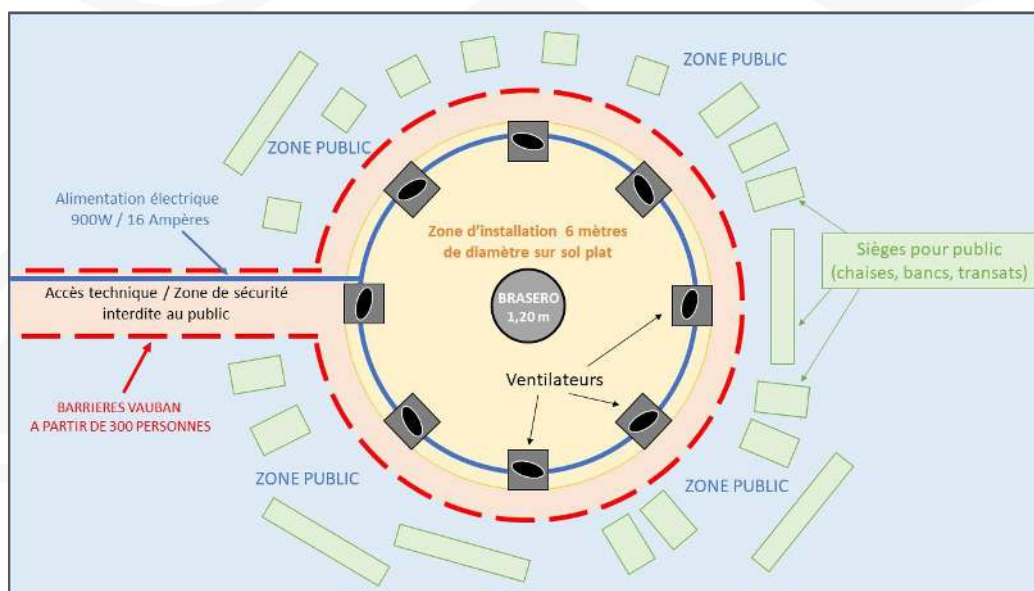 ZONE PUBLIC
ZONE PUBLIC
Alimentation électrique
900W / 16 Ampères
Zone d'installation 6 mètres
de diamètre sur sol plat
Sièges pour public
(chaises, bancs, transats)
Accès technique / Zone de sécurité
interdite au public
BRASERO
1,20 m
Ventilateurs
BARRIERES VAUBAN
A PARTIR DE 300 PERSONNES
ZONE PUBLIC
ZONE PUBLIC